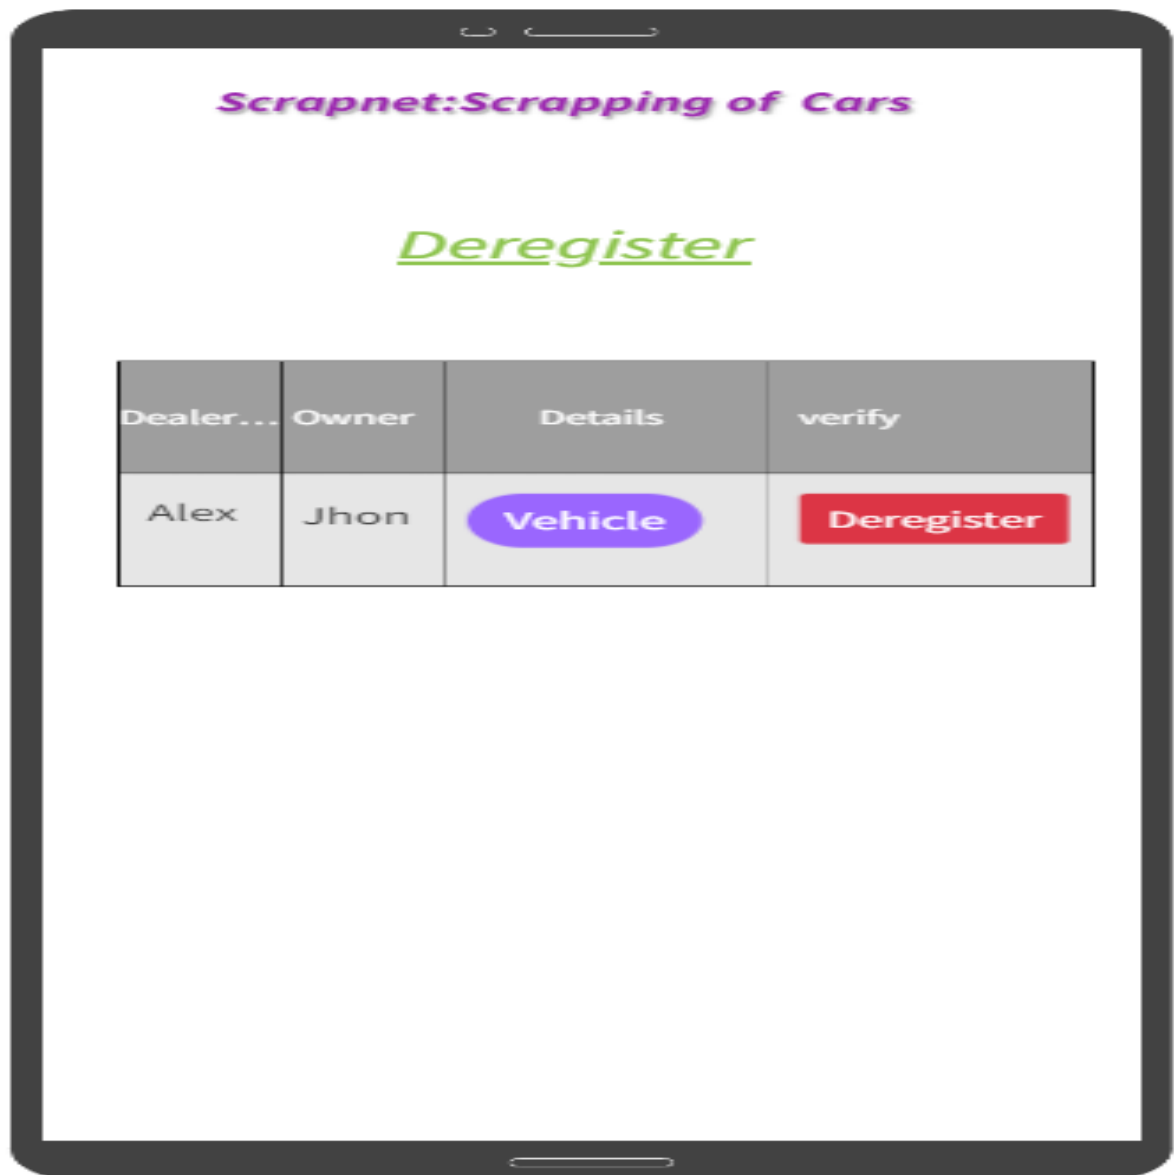 Scrapnet:Scrapping of Cars
Deregister
Dealer... Owner Details verify
Alex Jhon Vehicle Deregister